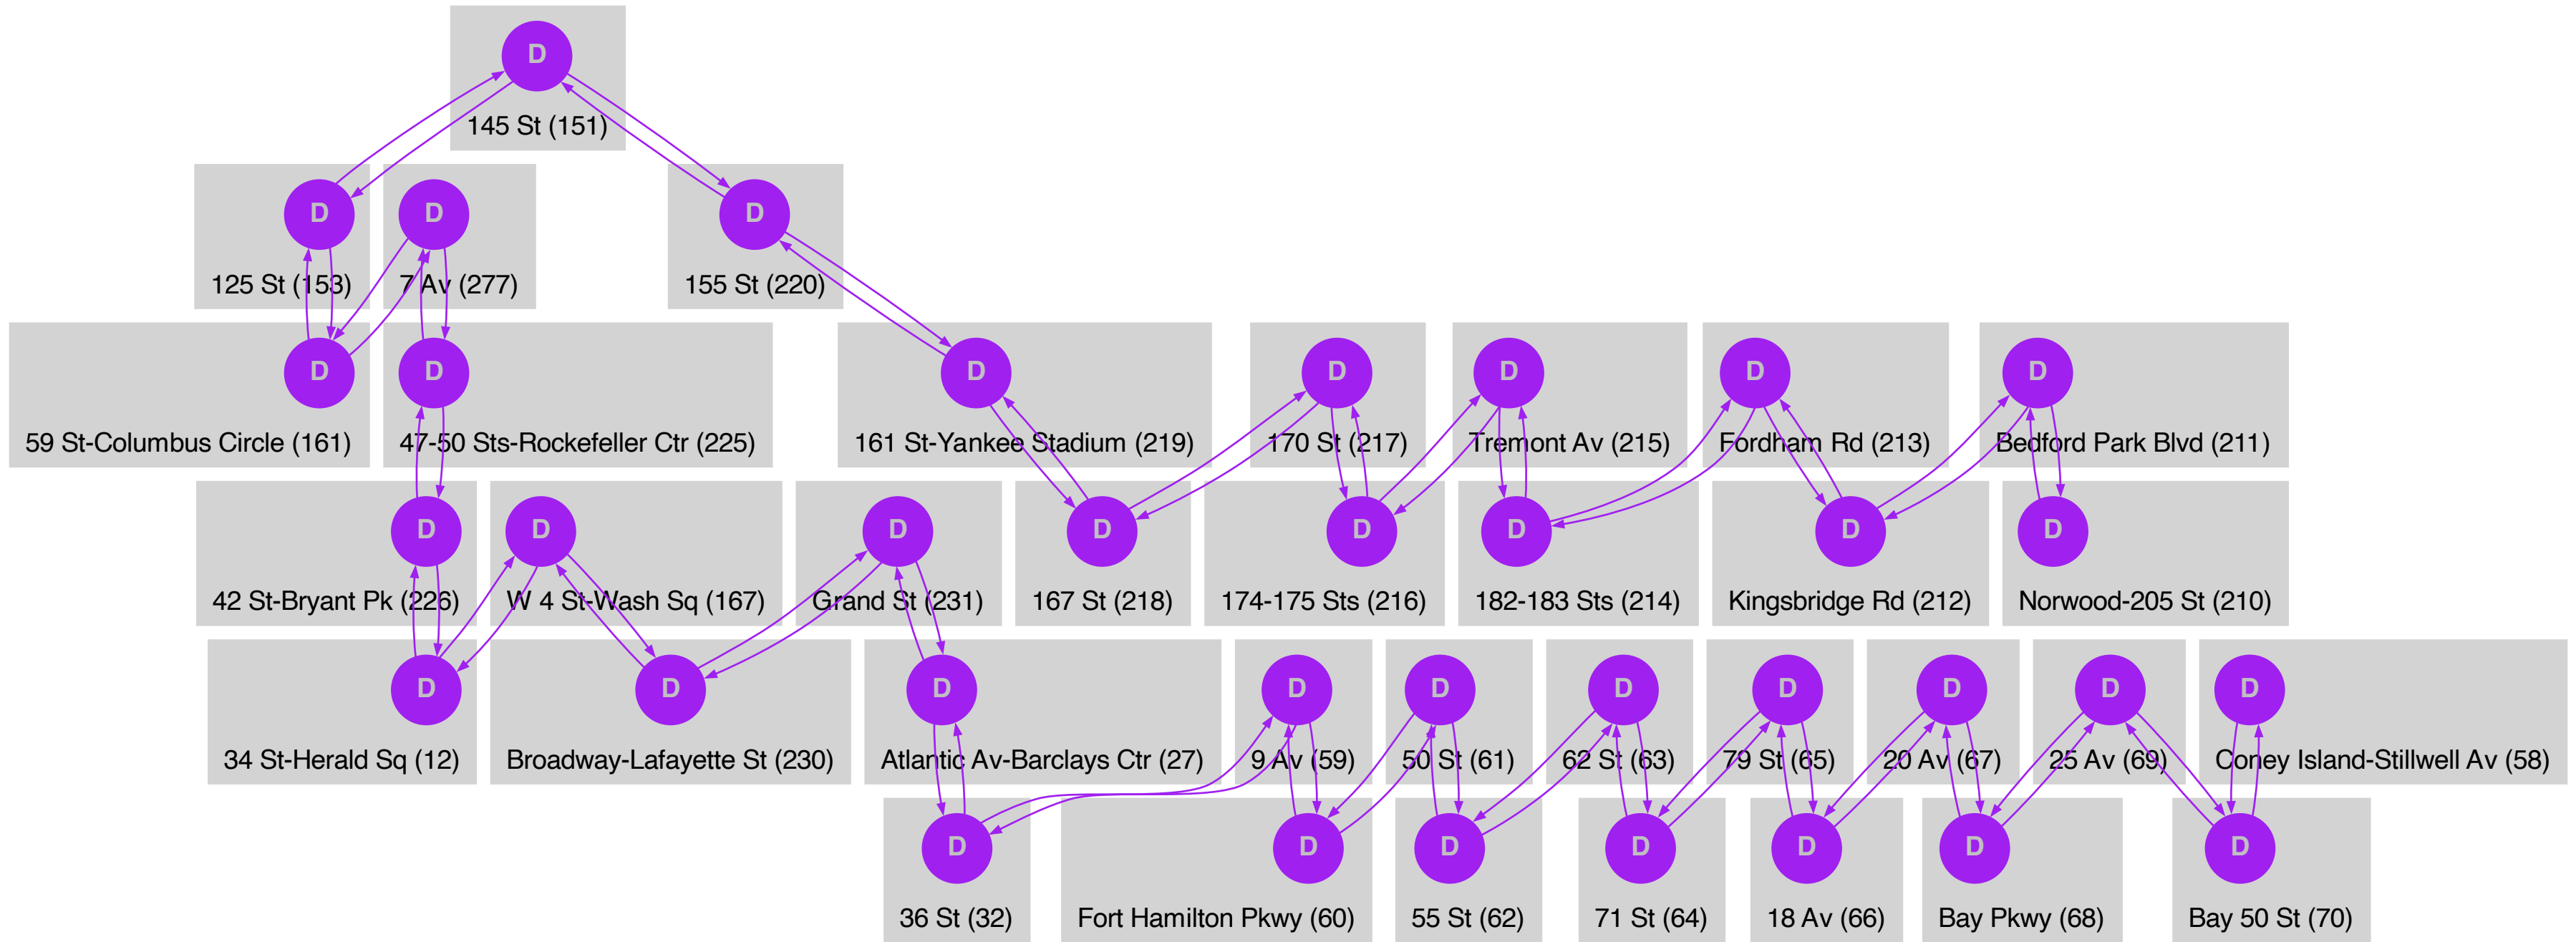 D
145 St (151)
D
D
D
125 St (153)
7 Av (277)
155 St (220)
D
D
D
D
D
D
D
59 St-Columbus Circle (161)
47-50 Sts-Rockefeller Ctr (225)
161 St-Yankee Stadium (219)
170 St (217)
Tremont Av (215)
Fordham Rd (213)
Bedford Park Blvd (211)
D
D
D
D
D
D
D
D
42 St-Bryant Pk (226)
W 4 St-Wash Sq (167)
Grand St (231)
167 St (218)
174-175 Sts (216)
182-183 Sts (214)
Kingsbridge Rd (212)
Norwood-205 St (210)
D
D
D
D
D
D
D
D
D
D
34 St-Herald Sq (12)
Broadway-Lafayette St (230)
Atlantic Av-Barclays Ctr (27)
9 Av (59)
50 St (61)
62 St (63)
79 St (65)
20 Av (67)
25 Av (69)
Coney Island-Stillwell Av (58)
D
D
D
D
D
D
D
36 St (32)
Fort Hamilton Pkwy (60)
55 St (62)
71 St (64)
18 Av (66)
Bay Pkwy (68)
Bay 50 St (70)